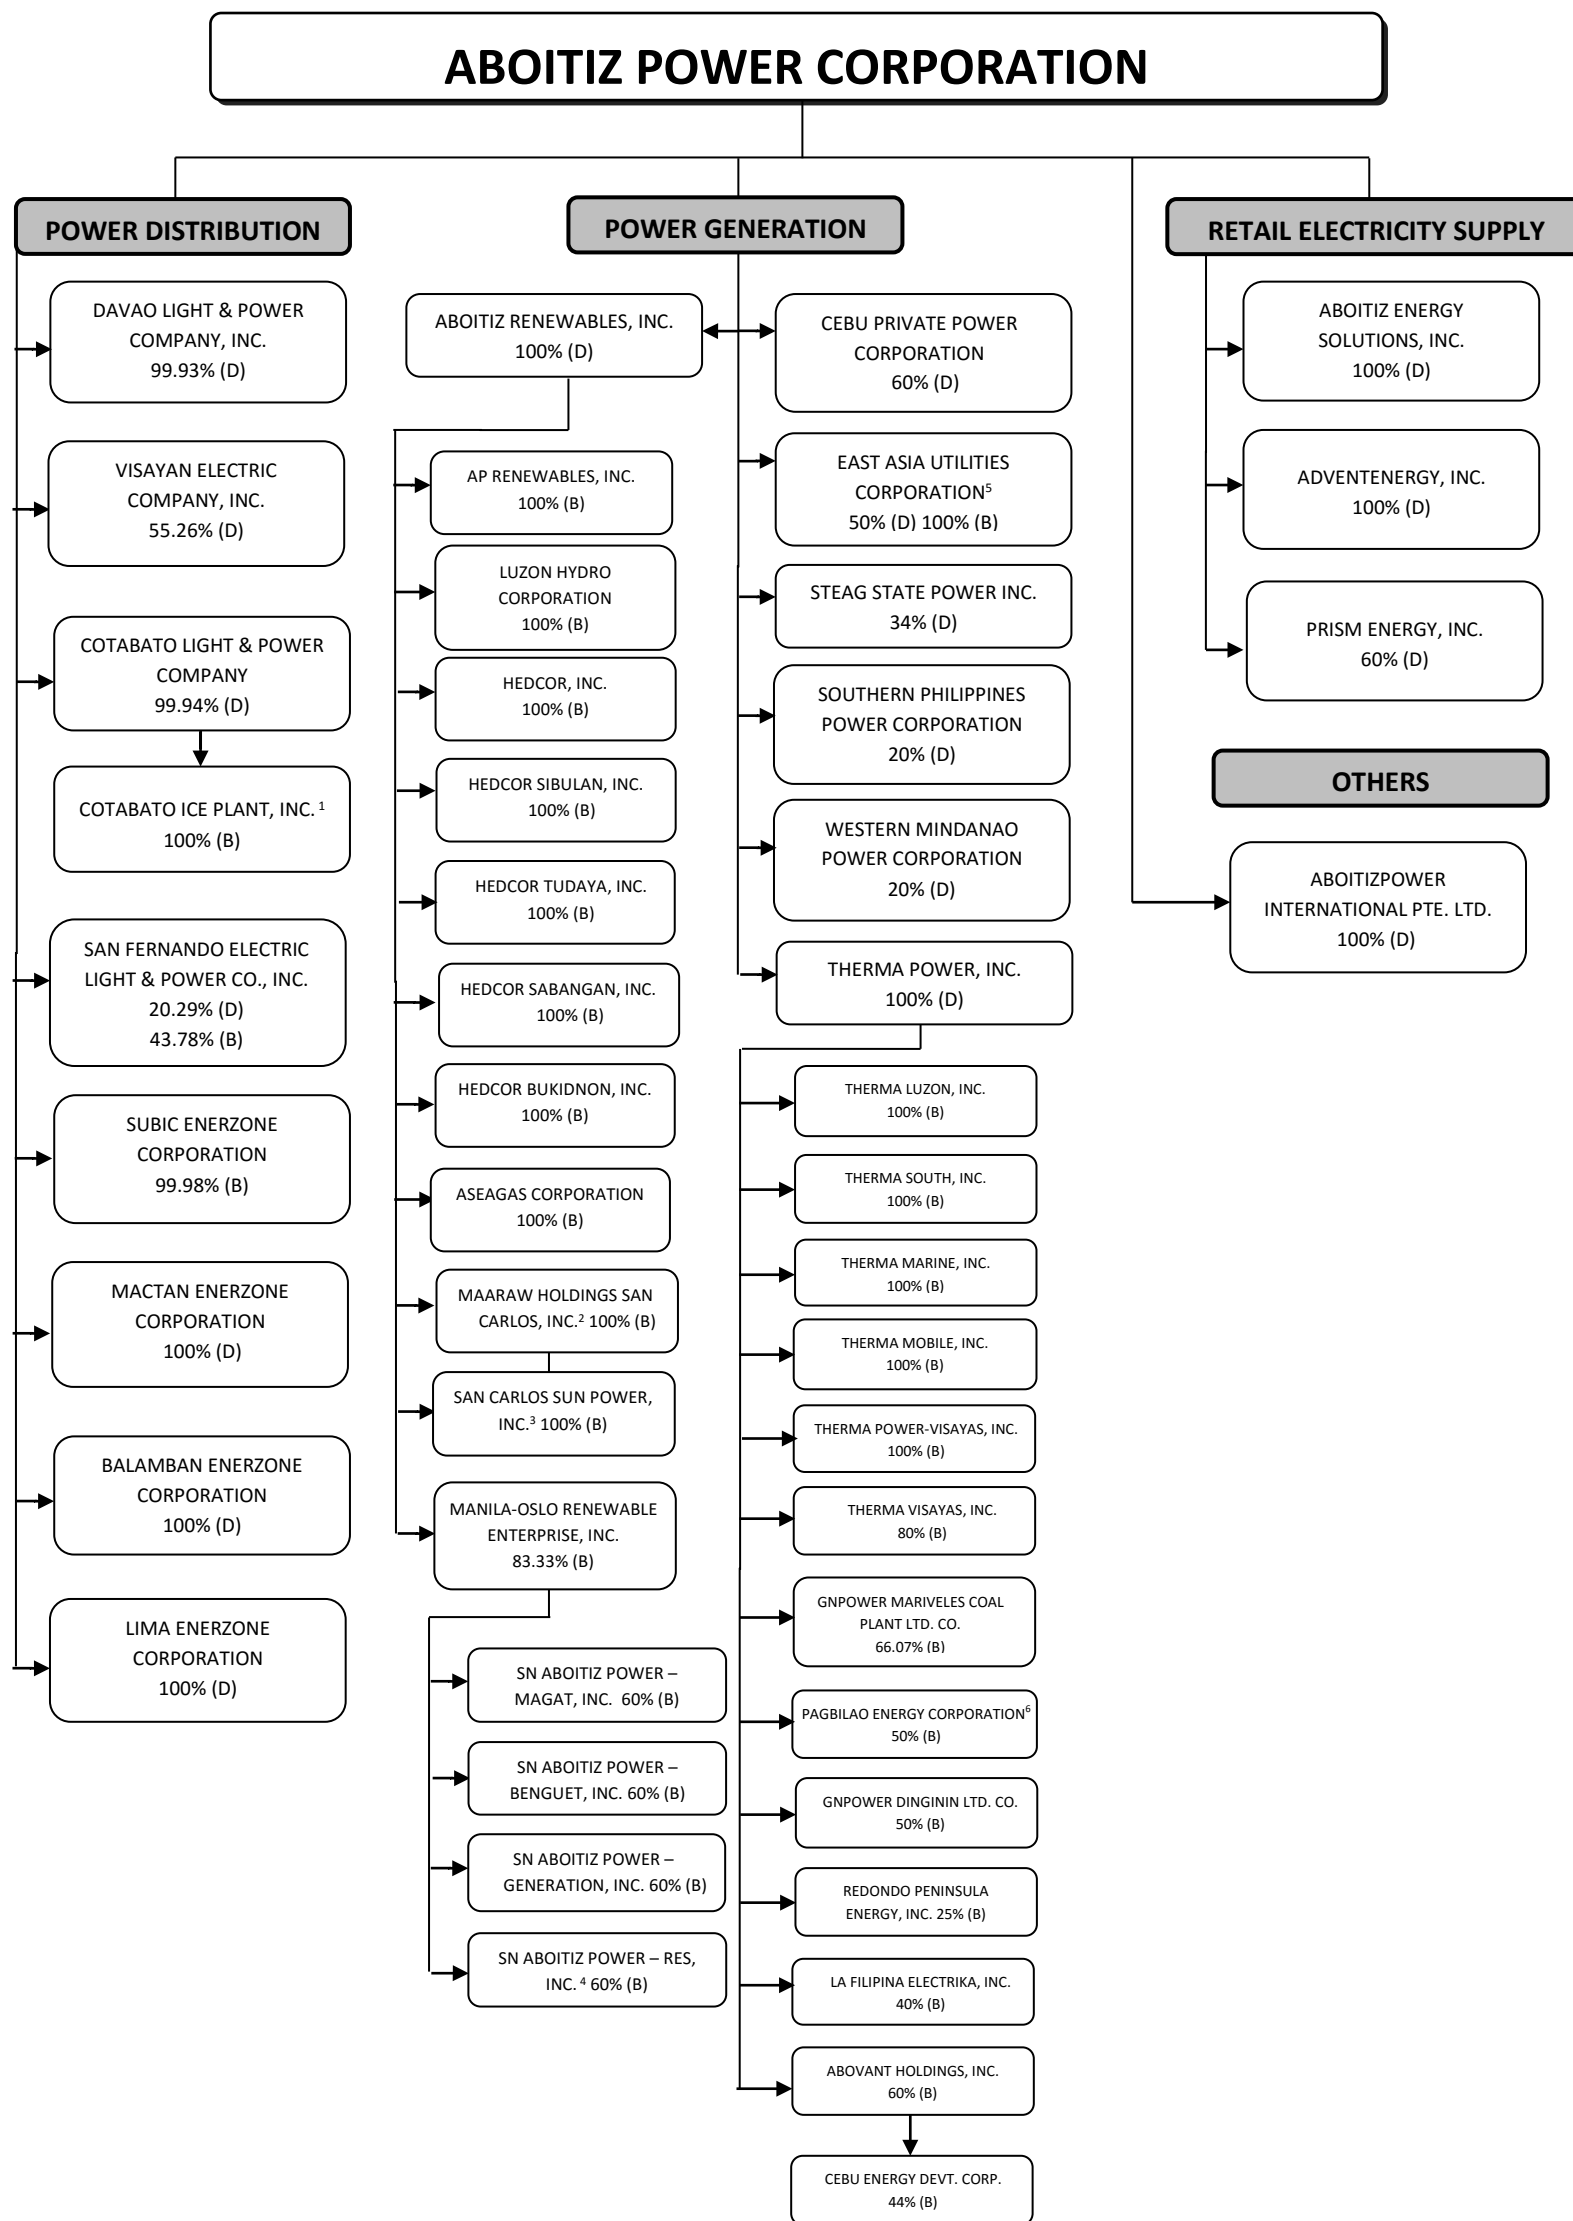 ABOITIZ POWER CORPORATION
POWER DISTRIBUTION
DAVAO LIGHT & POWER
COMPANY, INC.
99.93% (D)
VISAYAN ELECTRIC
COMPANY, INC.
55.26% (D)
COTABATO LIGHT & POWER
COMPANY
99.94% (D)
COTABATO ICE PLANT, INC. 1
100% (B)
SAN FERNANDO ELECTRIC
LIGHT & POWER CO., INC.
20.29% (D)
43.78% (B)
SUBIC ENERZONE
CORPORATION
99.98% (B)
MACTAN ENERZONE
CORPORATION
100% (D)
BALAMBAN ENERZONE
CORPORATION
100% (D)
LIMA ENERZONE
CORPORATION
100% (D)
POWER GENERATION
ABOITIZ RENEWABLES, INC.
100% (D)
AP RENEWABLES, INC.
100% (B)
LUZON HYDRO
CORPORATION
100% (B)
HEDCOR, INC.
100% (B)
HEDCOR SIBULAN, INC.
100% (B)
HEDCOR TUDAYA, INC.
100% (B)
HEDCOR SABANGAN, INC.
100% (B)
HEDCOR BUKIDNON, INC.
100% (B)
ASEAGAS CORPORATION
100% (B)
MAARAW HOLDINGS SAN
CARLOS, INC.2 100% (B)
SAN CARLOS SUN POWER,
INC.3 100% (B)
MANILA-OSLO RENEWABLE
ENTERPRISE, INC.
83.33% (B)
SN ABOITIZ POWER –
MAGAT, INC. 60% (B)
SN ABOITIZ POWER –
BENGUET, INC. 60% (B)
SN ABOITIZ POWER –
GENERATION, INC. 60% (B)
SN ABOITIZ POWER – RES,
INC. 4 60% (B)
CEBU PRIVATE POWER
CORPORATION
60% (D)
EAST ASIA UTILITIES
CORPORATION5
50% (D) 100% (B)
STEAG STATE POWER INC.
34% (D)
SOUTHERN PHILIPPINES
POWER CORPORATION
20% (D)
WESTERN MINDANAO
POWER CORPORATION
20% (D)
THERMA POWER, INC.
100% (D)
THERMA LUZON, INC.
100% (B)
THERMA SOUTH, INC.
100% (B)
THERMA MARINE, INC.
100% (B)
THERMA MOBILE, INC.
100% (B)
THERMA POWER-VISAYAS, INC.
100% (B)
THERMA VISAYAS, INC.
80% (B)
GNPOWER MARIVELES COAL
PLANT LTD. CO.
66.07% (B)
PAGBILAO ENERGY CORPORATION6
50% (B)
GNPOWER DINGININ LTD. CO.
50% (B)
REDONDO PENINSULA
ENERGY, INC. 25% (B)
LA FILIPINA ELECTRIKA, INC.
40% (B)
ABOVANT HOLDINGS, INC.
60% (B)
CEBU ENERGY DEVT. CORP.
44% (B)
RETAIL ELECTRICITY SUPPLY
ABOITIZ ENERGY
SOLUTIONS, INC.
100% (D)
ADVENTENERGY, INC.
100% (D)
PRISM ENERGY, INC.
60% (D)
OTHERS
ABOITIZPOWER
INTERNATIONAL PTE. LTD.
100% (D)